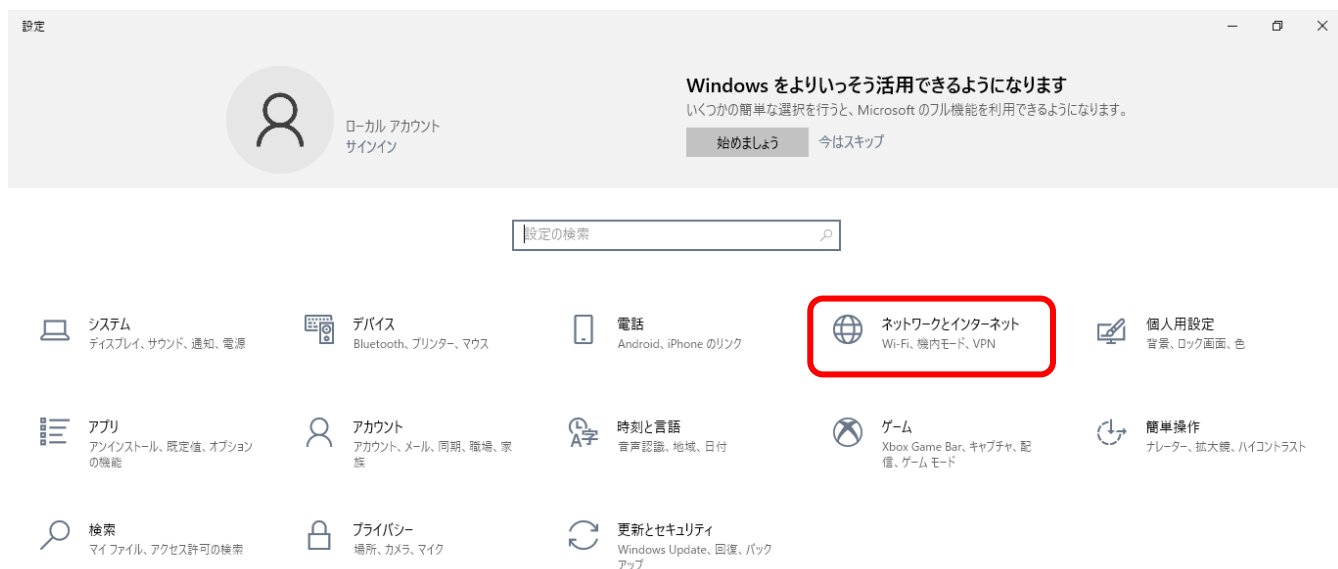 設定
Windows をよりいっそう活用できるようになります
いくつかの簡単な選択を行うと、Microsoft のフル機能を利用できるようになります。
ローカル アカウント
サインイン
始めましょう
今はスキップ
設定の検索
システム
ディスプレイ、サウンド、通知、電源
デバイス
Bluetooth、プリンター、マウス
電話
Android、iPhone のリンク
ネットワークとインターネット
Wi-Fi、機内モード、VPN
個人用設定
背景、ロック画面、色
アプリ
アンインストール、既定値、オプション
の機能
アカウント
アカウント、メール、同期、職場、家
族
時刻と言語
音声認識、地域、日付
ゲーム
Xbox Game Bar、キャプチャ、配
信、ゲーム モード
簡単操作
ナレーター、拡大鏡、ハイコントラスト
検索
マイ ファイル、アクセス許可の検索
プライバシー
場所、カメラ、マイク
更新とセキュリティ
Windows Update、回復、バック
アップ